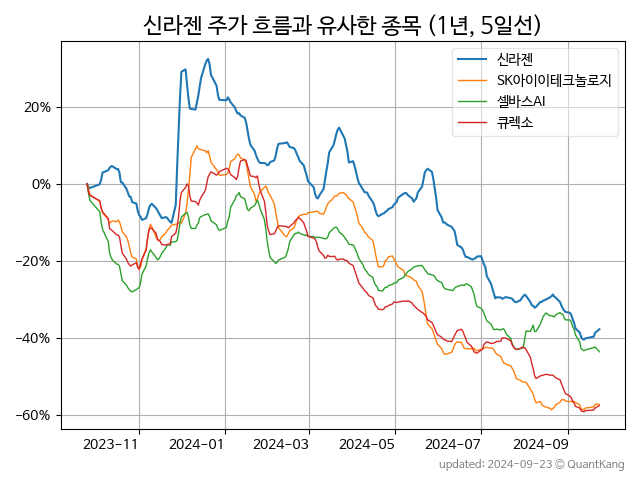 신라젠 주가 흐름과 유사한 종목 (1년, 5일선)
신라젠
SK아이이테크놀로지
셀바스AI
큐렉소
20%
0%
−20%
−40%
−60%
2023−11 2024−01 2024−03 2024−05 2024−07 2024−09
updated: 2024-09-23 © QuantKang